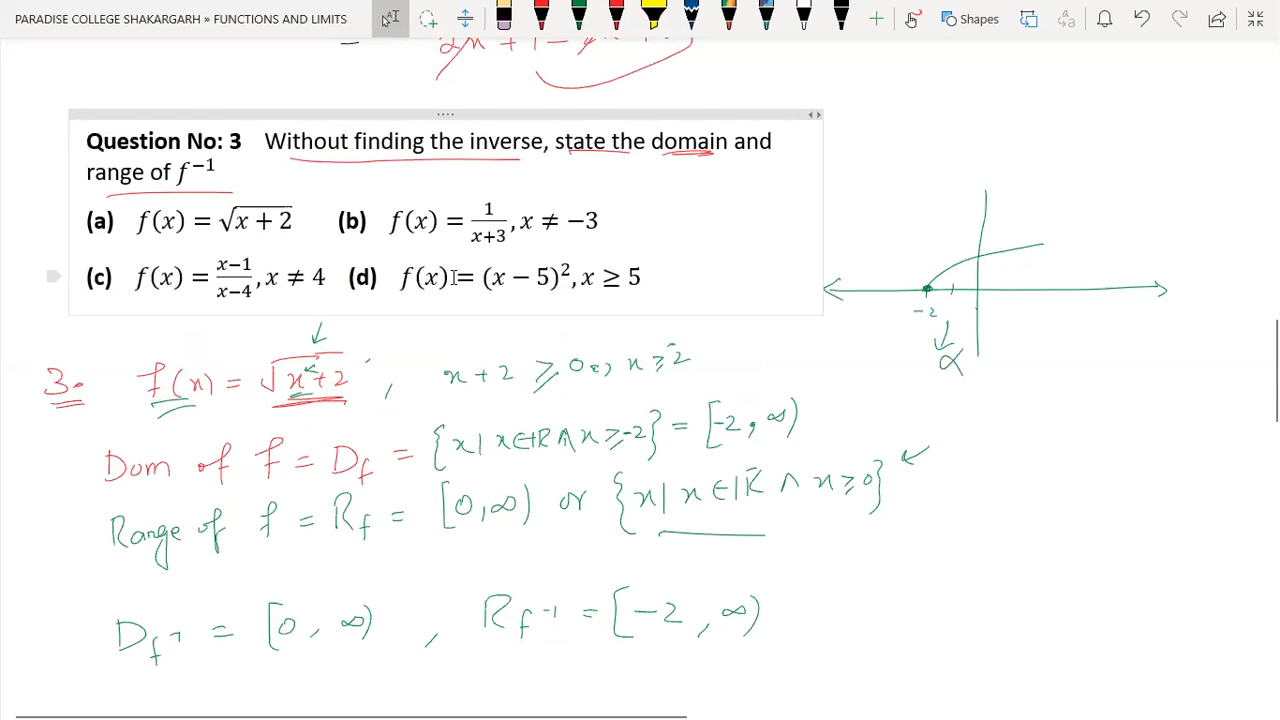 PARADISE COLLEGE SHAKARGARH » FUNCTIONS AND LIMITS
Shapes
Question No: 3 Without finding the inverse, state the domain and
range of f⁻¹
(a) f(x) = √(x + 2) (b) f(x) = 1/(x+3), x ≠ −3
(c) f(x) = (x−1)/(x−4), x ≠ 4 (d) f(x) = (x − 5)², x ≥ 5
-2
α
3. f(x) = √(x+2) , x + 2 ≥ 0 ⇔ x ≥ -2
Dom of f = D_f = {x| x ∈ R ∧ x ≥ -2} = [-2, ∞)
Range of f = R_f = [0, ∞) or {x| x ∈ R ∧ x ≥ 0}
D_f⁻¹ = [0, ∞) , R_f⁻¹ = [-2, ∞)